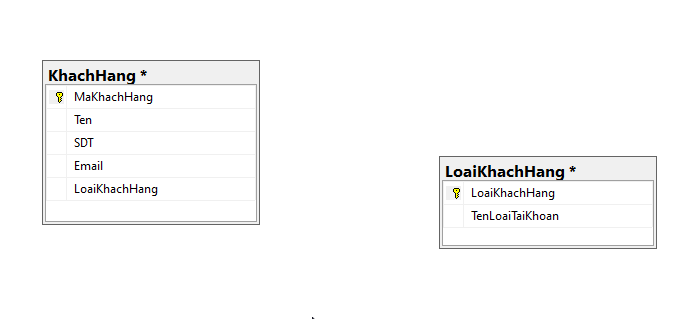 KhachHang *
MaKhachHang
Ten
SDT
Email
LoaiKhachHang
LoaiKhachHang *
LoaiKhachHang
TenLoaiTaiKhoan